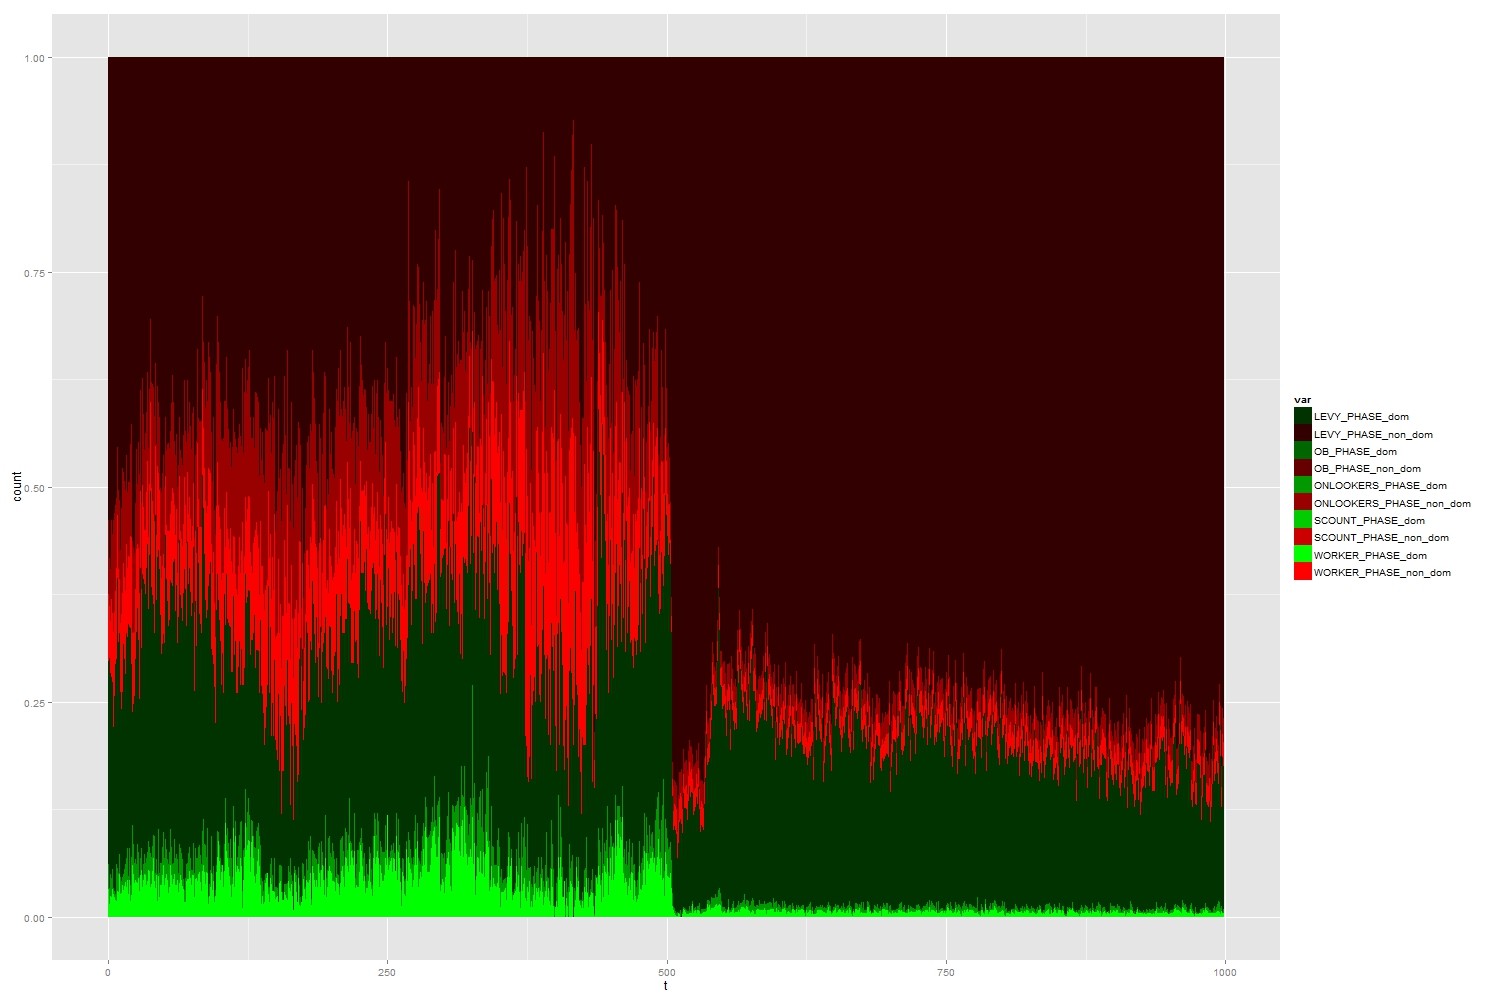 1.00
0.75
0.50
0.25
0.00
count
0
250
500
750
1000
t
var
LEVY_PHASE_dom
LEVY_PHASE_non_dom
OB_PHASE_dom
OB_PHASE_non_dom
ONLOOKERS_PHASE_dom
ONLOOKERS_PHASE_non_dom
SCOUNT_PHASE_dom
SCOUNT_PHASE_non_dom
WORKER_PHASE_dom
WORKER_PHASE_non_dom